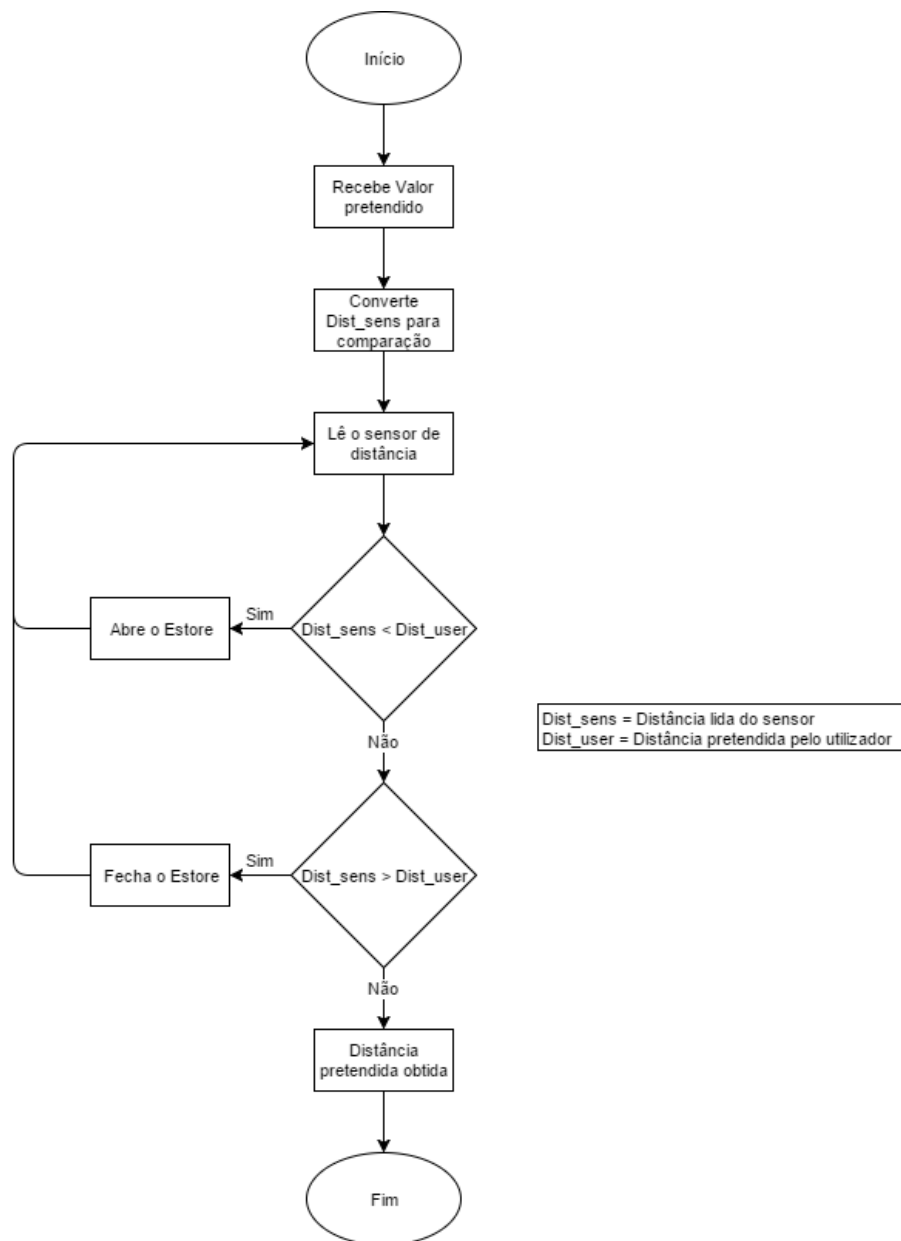 Início
Recebe Valor
pretendido
Converte
Dist_sens para
comparação
Lê o sensor de
distância
Dist_sens < Dist_user
Sim
Abre o Estore
Não
Dist_sens = Distância lida do sensor
Dist_user = Distância pretendida pelo utilizador
Dist_sens > Dist_user
Sim
Fecha o Estore
Não
Distância
pretendida obtida
Fim